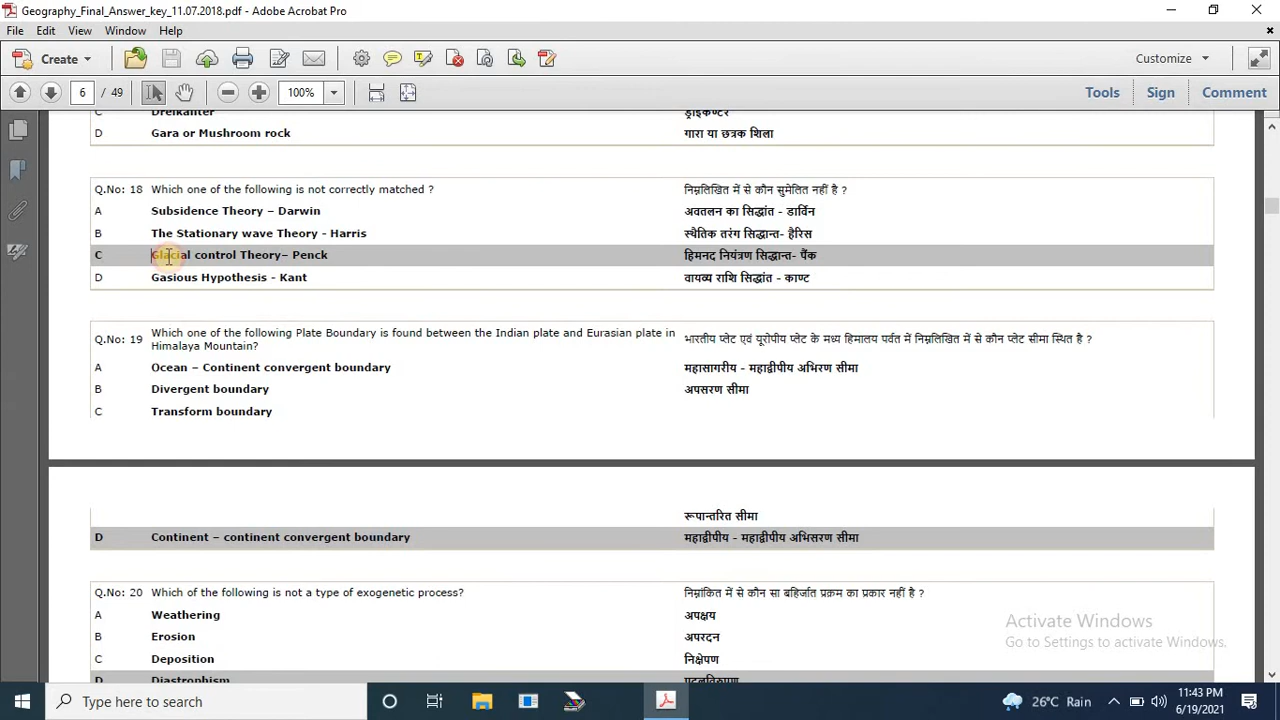 Geography_Final_Answer_key_11.07.2018.pdf - Adobe Acrobat Pro
File Edit View Window Help
Create
Customize
6 / 49
100%
Tools Sign Comment
C Dreikanter ड्राइकण्टर
D Gara or Mushroom rock गारा या छत्रक शिला
Q.No: 18 Which one of the following is not correctly matched ? निम्नलिखित में से कौन सुमेलित नहीं है ?
A Subsidence Theory – Darwin अवतलन का सिद्धांत - डार्विन
B The Stationary wave Theory - Harris स्थैतिक तरंग सिद्धान्त- हैरिस
C Glacial control Theory– Penck हिमनद नियंत्रण सिद्धान्त- पैंक
D Gasious Hypothesis - Kant वायव्य राशि सिद्धांत - काण्ट
Q.No: 19 Which one of the following Plate Boundary is found between the Indian plate and Eurasian plate in भारतीय प्लेट एवं यूरोपीय प्लेट के मध्य हिमालय पर्वत में निम्नलिखित में से कौन प्लेट सीमा स्थित है ?
Himalaya Mountain?
A Ocean – Continent convergent boundary महासागरीय - महाद्वीपीय अभिरण सीमा
B Divergent boundary अपसरण सीमा
C Transform boundary
रूपान्तरित सीमा
D Continent – continent convergent boundary महाद्वीपीय - महाद्वीपीय अभिसरण सीमा
Q.No: 20 Which of the following is not a type of exogenetic process? निम्नांकित में से कौन सा बहिर्जात प्रक्रम का प्रकार नहीं है ?
A Weathering अपक्षय
B Erosion अपरदन
C Deposition निक्षेपण
D Diastrophism पटलविरुपण
Activate Windows
Go to Settings to activate Windows.
Type here to search
26°C Rain
11:43 PM
6/19/2021